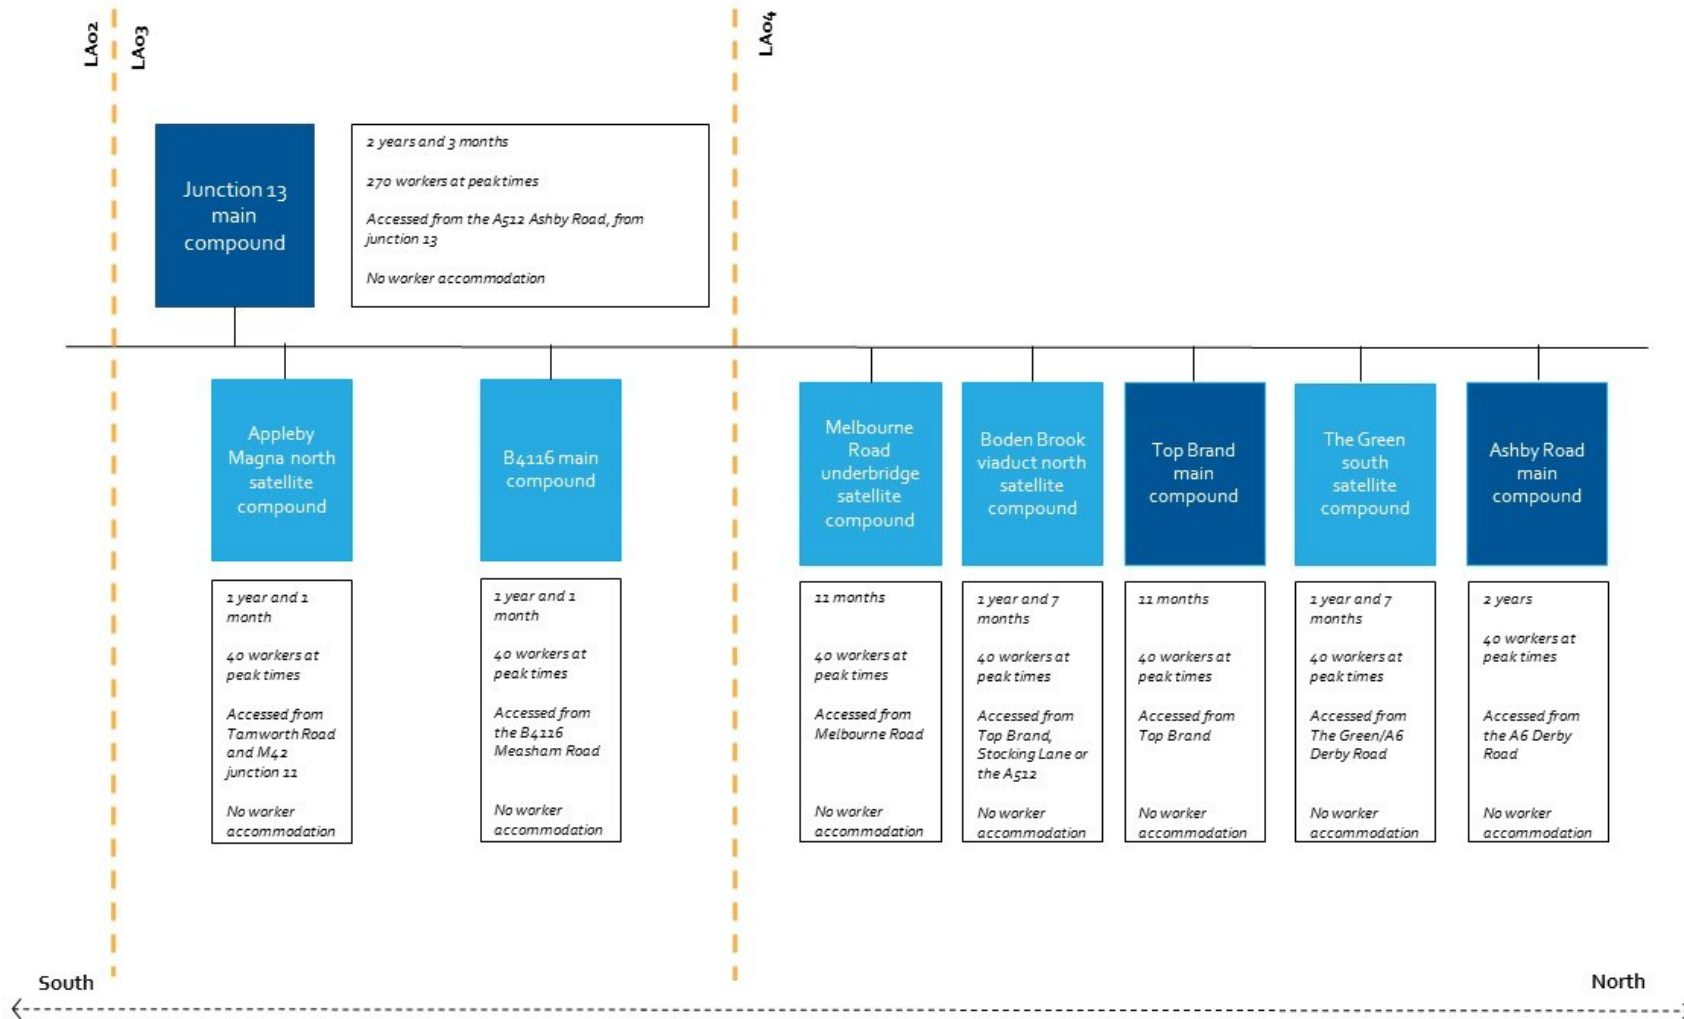 LA02
LA03
LA04
Junction 13
main
compound
2 years and 3 months
270 workers at peak times
Accessed from the A512 Ashby Road, from
junction 13
No worker accommodation
Appleby
Magna north
satellite
compound
B4116 main
compound
Melbourne
Road
underbridge
satellite
compound
Boden Brook
viaduct north
satellite
compound
Top Brand
main
compound
The Green
south
satellite
compound
Ashby Road
main
compound
1 year and 1
month
40 workers at
peak times
Accessed from
Tamworth Road
and M42
junction 11
No worker
accommodation
1 year and 1
month
40 workers at
peak times
Accessed from
the B4116
Measham Road
No worker
accommodation
11 months
40 workers at
peak times
Accessed from
Melbourne Road
No worker
accommodation
1 year and 7
months
40 workers at
peak times
Accessed from
Top Brand,
Stocking Lane or
the A512
No worker
accommodation
11 months
40 workers at
peak times
Accessed from
Top Brand
No worker
accommodation
1 year and 7
months
40 workers at
peak times
Accessed from
The Green/A6
Derby Road
No worker
accommodation
2 years
40 workers at
peak times
Accessed from
the A6 Derby
Road
No worker
accommodation
South
North